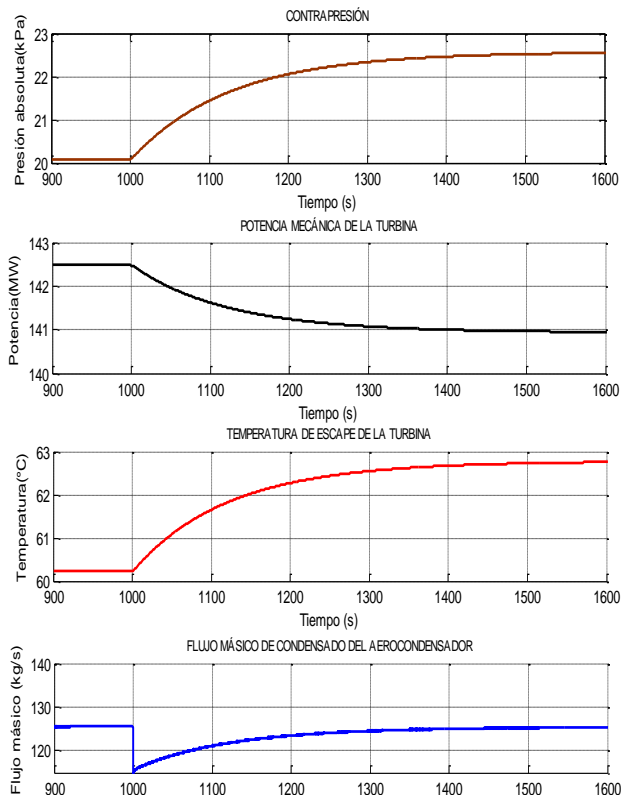 CONTRAPRESIÓN
Presión absoluta(kPa)
23
22
21
20
900 1000 1100 1200 1300 1400 1500 1600
Tiempo (s)
POTENCIA MECÁNICA DE LA TURBINA
Potencia(MW)
143
142
141
140
900 1000 1100 1200 1300 1400 1500 1600
Tiempo (s)
TEMPERATURA DE ESCAPE DE LA TURBINA
Temperatura(°C)
63
62
61
60
900 1000 1100 1200 1300 1400 1500 1600
Tiempo (s)
FLUJO MÁSICO DE CONDENSADO DEL AEROCONDENSADOR
Flujo másico (kg/s)
140
130
120
900 1000 1100 1200 1300 1400 1500 1600